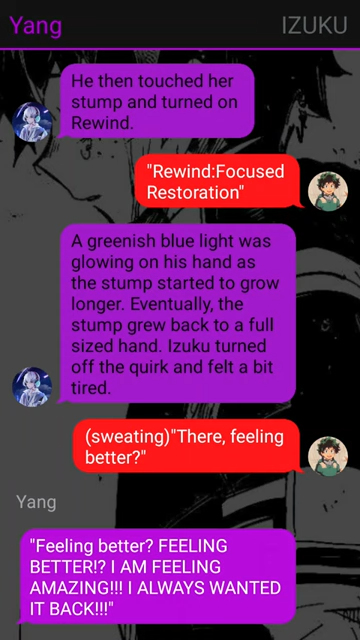 Yang
IZUKU
He then touched her
stump and turned on
Rewind.
"Rewind:Focused
Restoration"
A greenish blue light was
glowing on his hand as
the stump started to grow
longer. Eventually, the
stump grew back to a full
sized hand. Izuku turned
off the quirk and felt a bit
tired.
(sweating)"There, feeling
better?"
Yang
"Feeling better? FEELING
BETTER!? I AM FEELING
AMAZING!!! I ALWAYS WANTED
IT BACK!!!"